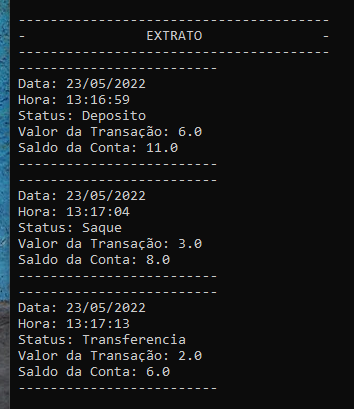 ---------------------------------------
-               EXTRATO               -
---------------------------------------
-------------------------
Data: 23/05/2022
Hora: 13:16:59
Status: Deposito
Valor da Transação: 6.0
Saldo da Conta: 11.0
-------------------------
-------------------------
Data: 23/05/2022
Hora: 13:17:04
Status: Saque
Valor da Transação: 3.0
Saldo da Conta: 8.0
-------------------------
-------------------------
Data: 23/05/2022
Hora: 13:17:13
Status: Transferencia
Valor da Transação: 2.0
Saldo da Conta: 6.0
-------------------------